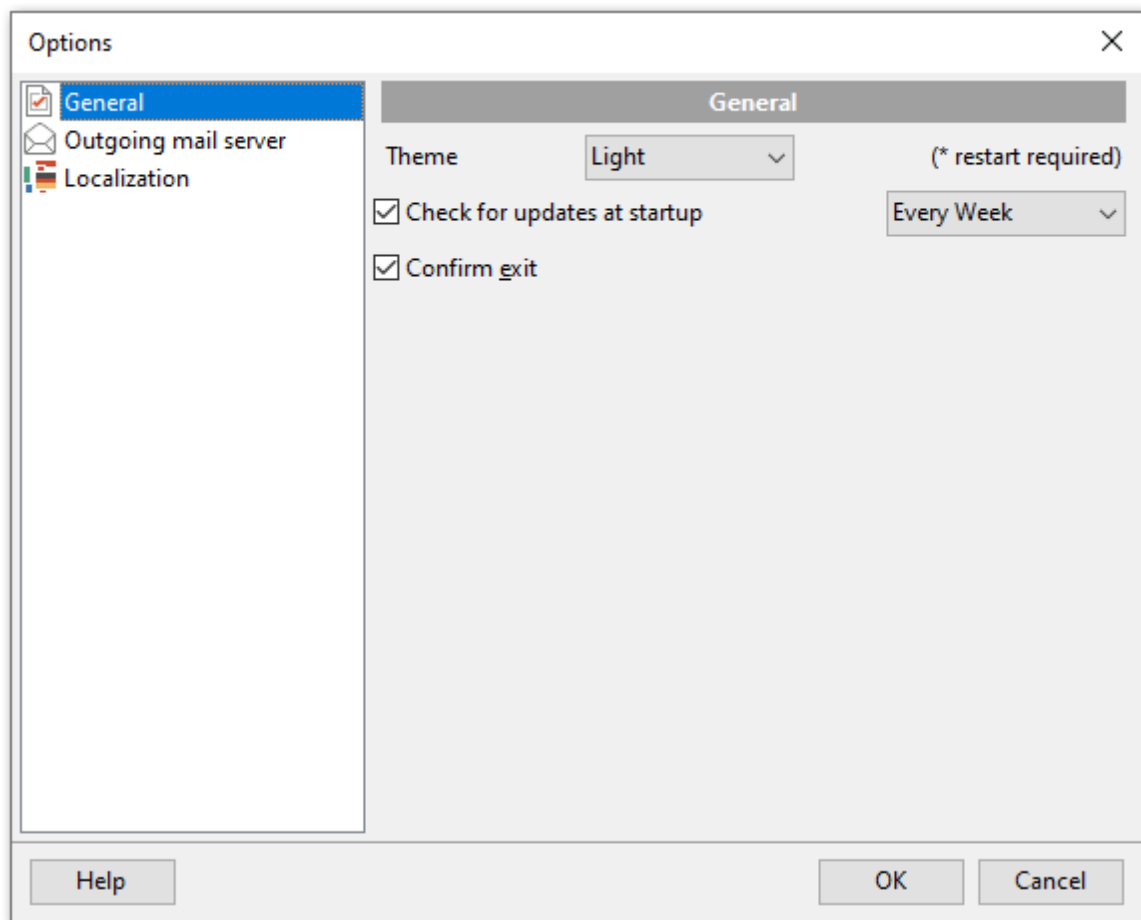 Options
General
Outgoing mail server
Localization
General
Theme Light (* restart required)
Check for updates at startup Every Week
Confirm exit
Help OK Cancel